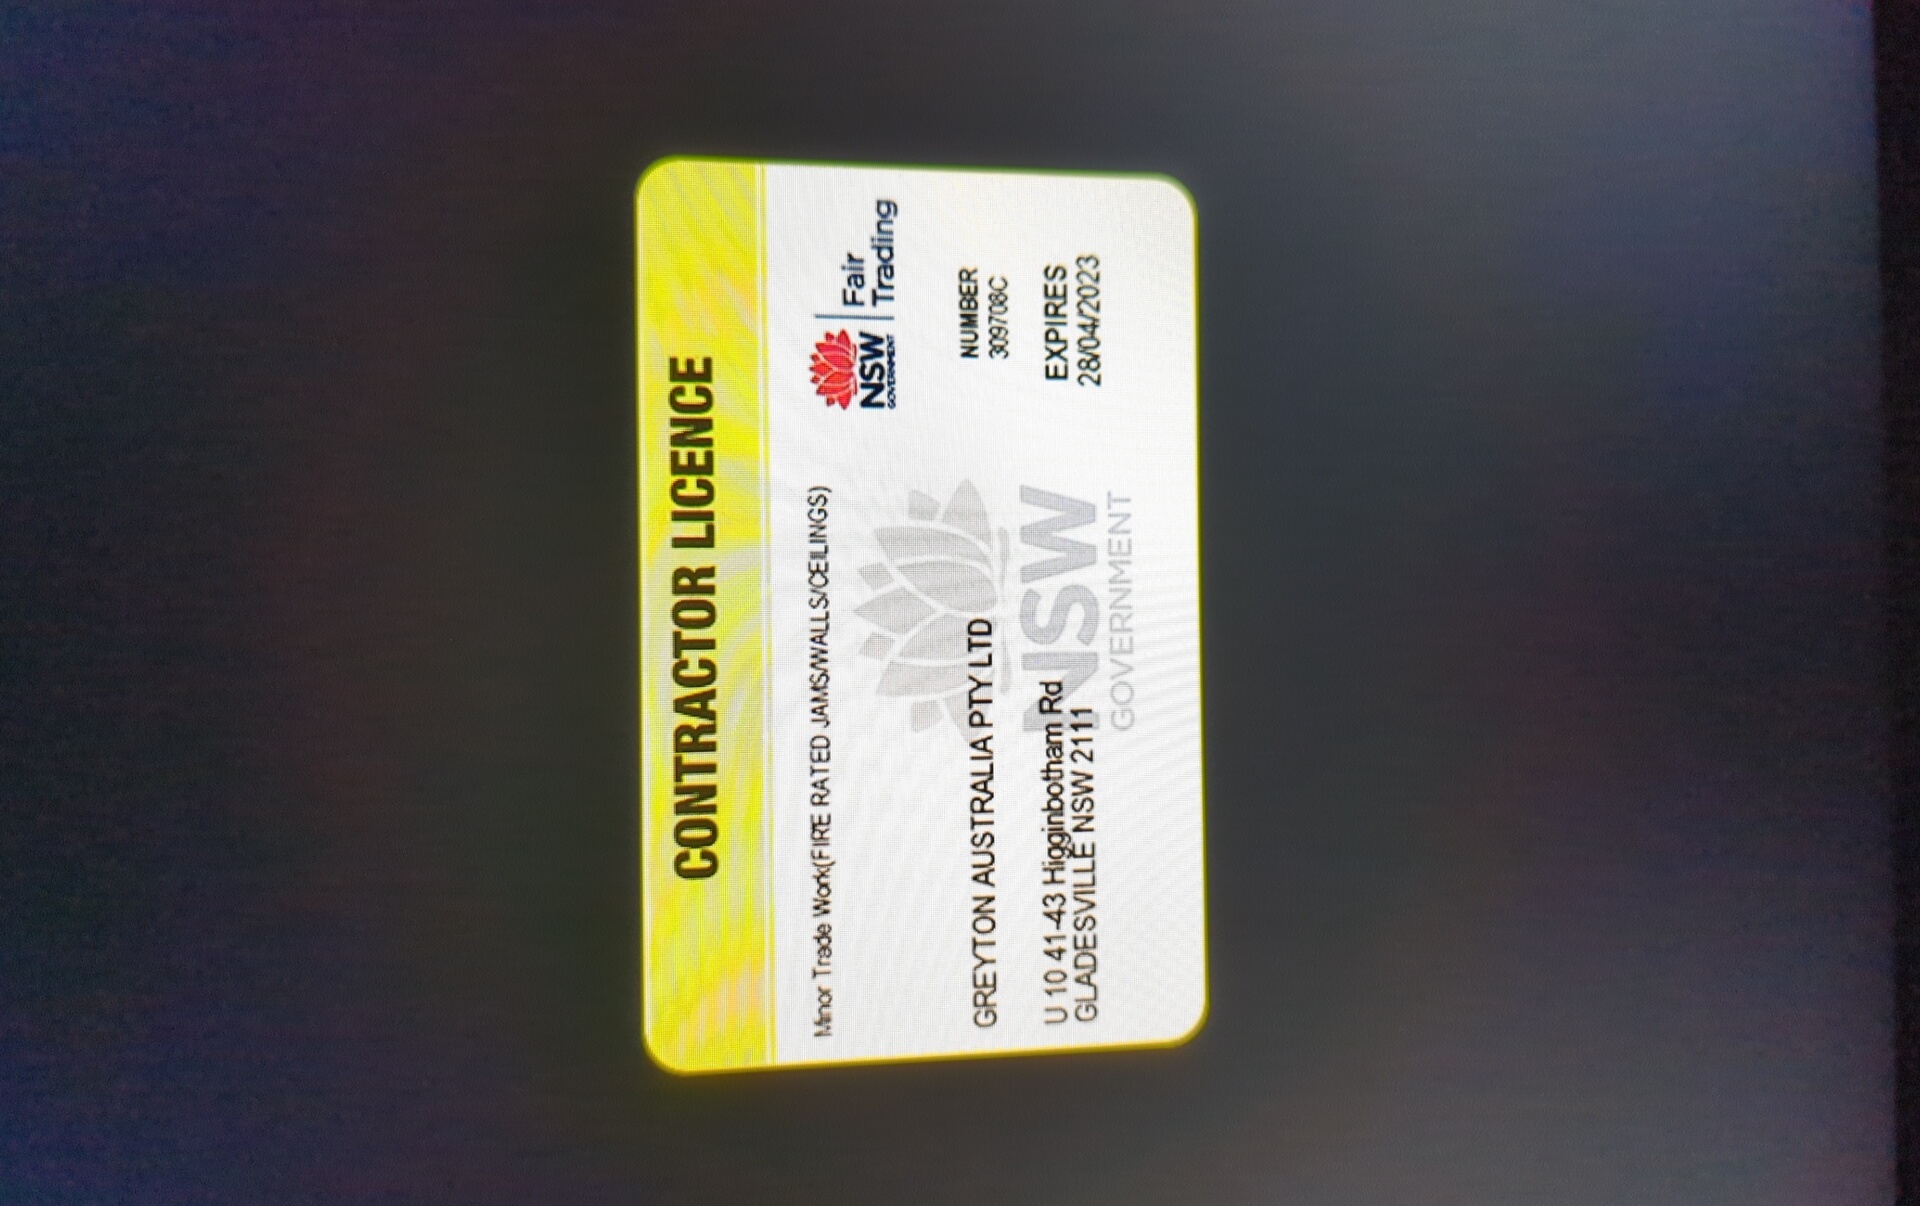 CONTRACTOR LICENCE
Minor Trade Work(FIRE RATED JAMS/WALLS/CEILINGS)
NSW
GOVERNMENT
Fair
Trading
GREYTON AUSTRALIA PTY LTD
NUMBER
309708C
U 10 41-43 Higginbotham Rd
GLADESVILLE NSW 2111
EXPIRES
28/04/2023
NSW
GOVERNMENT